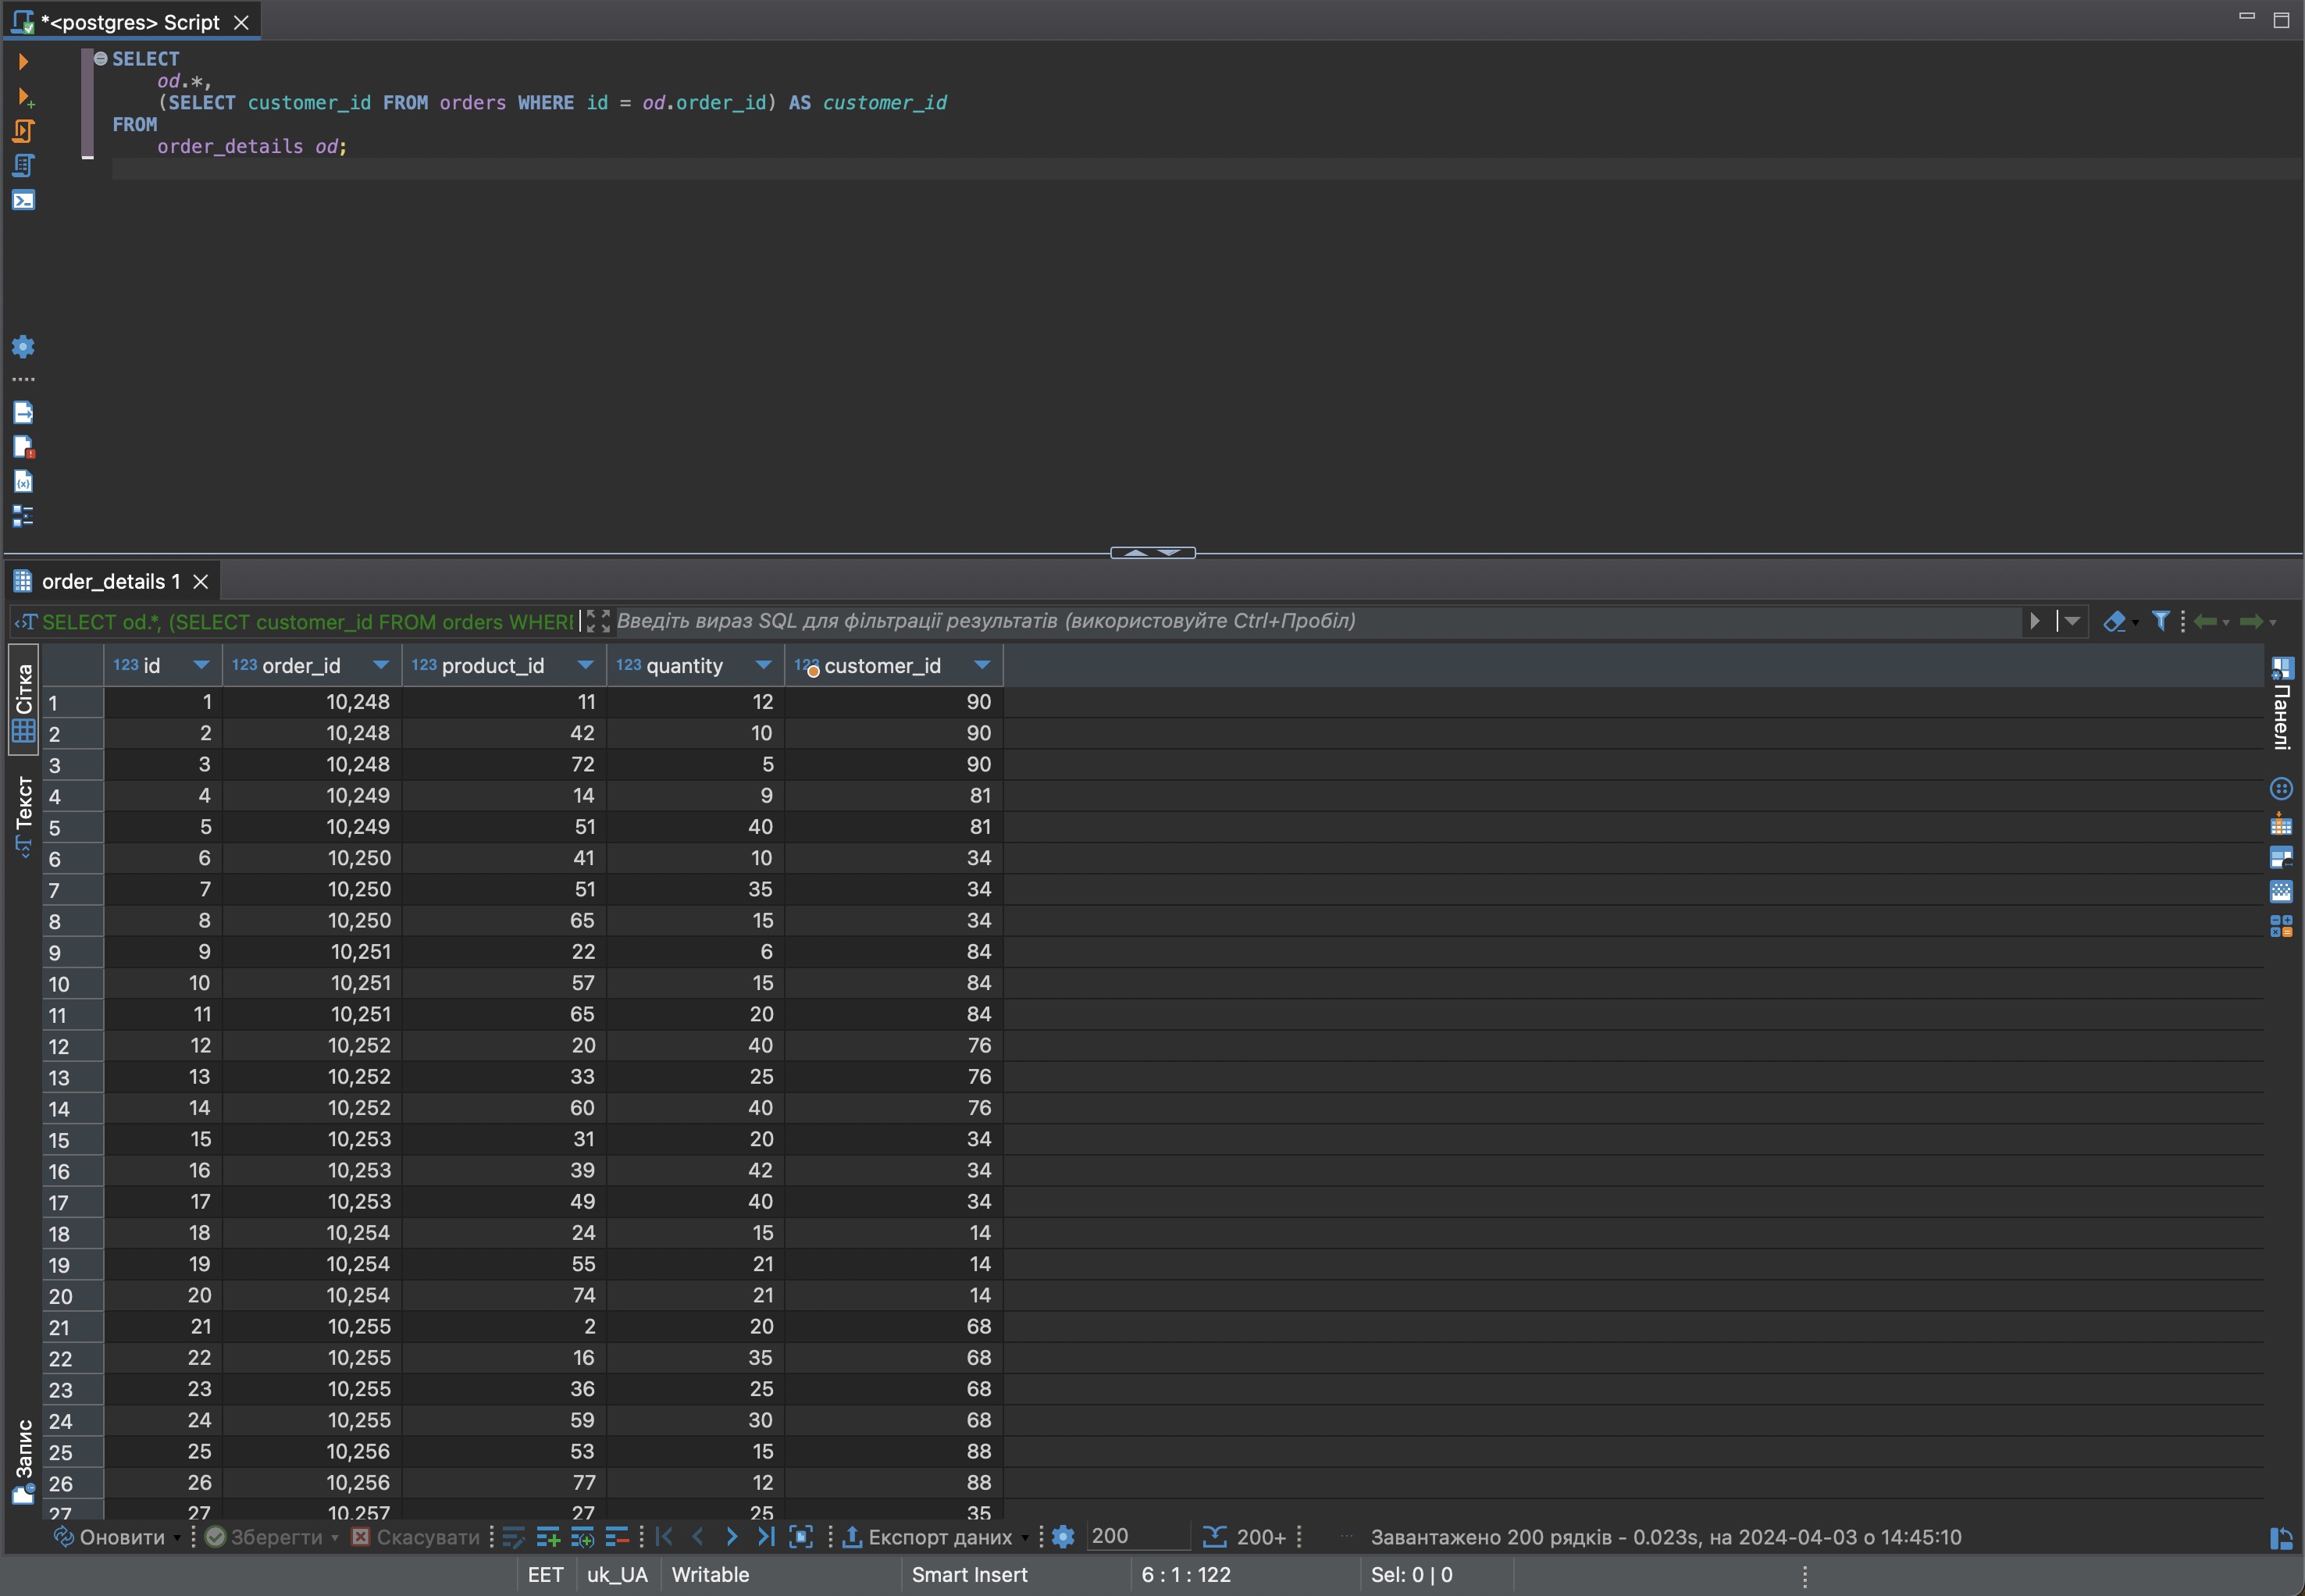 *<postgres> Script
SELECT
od.*,
(SELECT customer_id FROM orders WHERE id = od.order_id) AS customer_id
FROM
order_details od;
order_details 1
SELECT od.*, (SELECT customer_id FROM orders WHERE
Введіть вираз SQL для фільтрації результатів (використовуйте Ctrl+Пробіл)
Сітка
Текст
Запис
Панелі
123 id 123 order_id 123 product_id 123 quantity 123 customer_id
1 1 10,248 11 12 90
2 2 10,248 42 10 90
3 3 10,248 72 5 90
4 4 10,249 14 9 81
5 5 10,249 51 40 81
6 6 10,250 41 10 34
7 7 10,250 51 35 34
8 8 10,250 65 15 34
9 9 10,251 22 6 84
10 10 10,251 57 15 84
11 11 10,251 65 20 84
12 12 10,252 20 40 76
13 13 10,252 33 25 76
14 14 10,252 60 40 76
15 15 10,253 31 20 34
16 16 10,253 39 42 34
17 17 10,253 49 40 34
18 18 10,254 24 15 14
19 19 10,254 55 21 14
20 20 10,254 74 21 14
21 21 10,255 2 20 68
22 22 10,255 16 35 68
23 23 10,255 36 25 68
24 24 10,255 59 30 68
25 25 10,256 53 15 88
26 26 10,256 77 12 88
27 27 10,257 27 25 35
Оновити Зберегти Скасувати Експорт даних 200 200+ ... Завантажено 200 рядків - 0.023s, на 2024-04-03 о 14:45:10
EET uk_UA Writable Smart Insert 6 : 1 : 122 Sel: 0 | 0